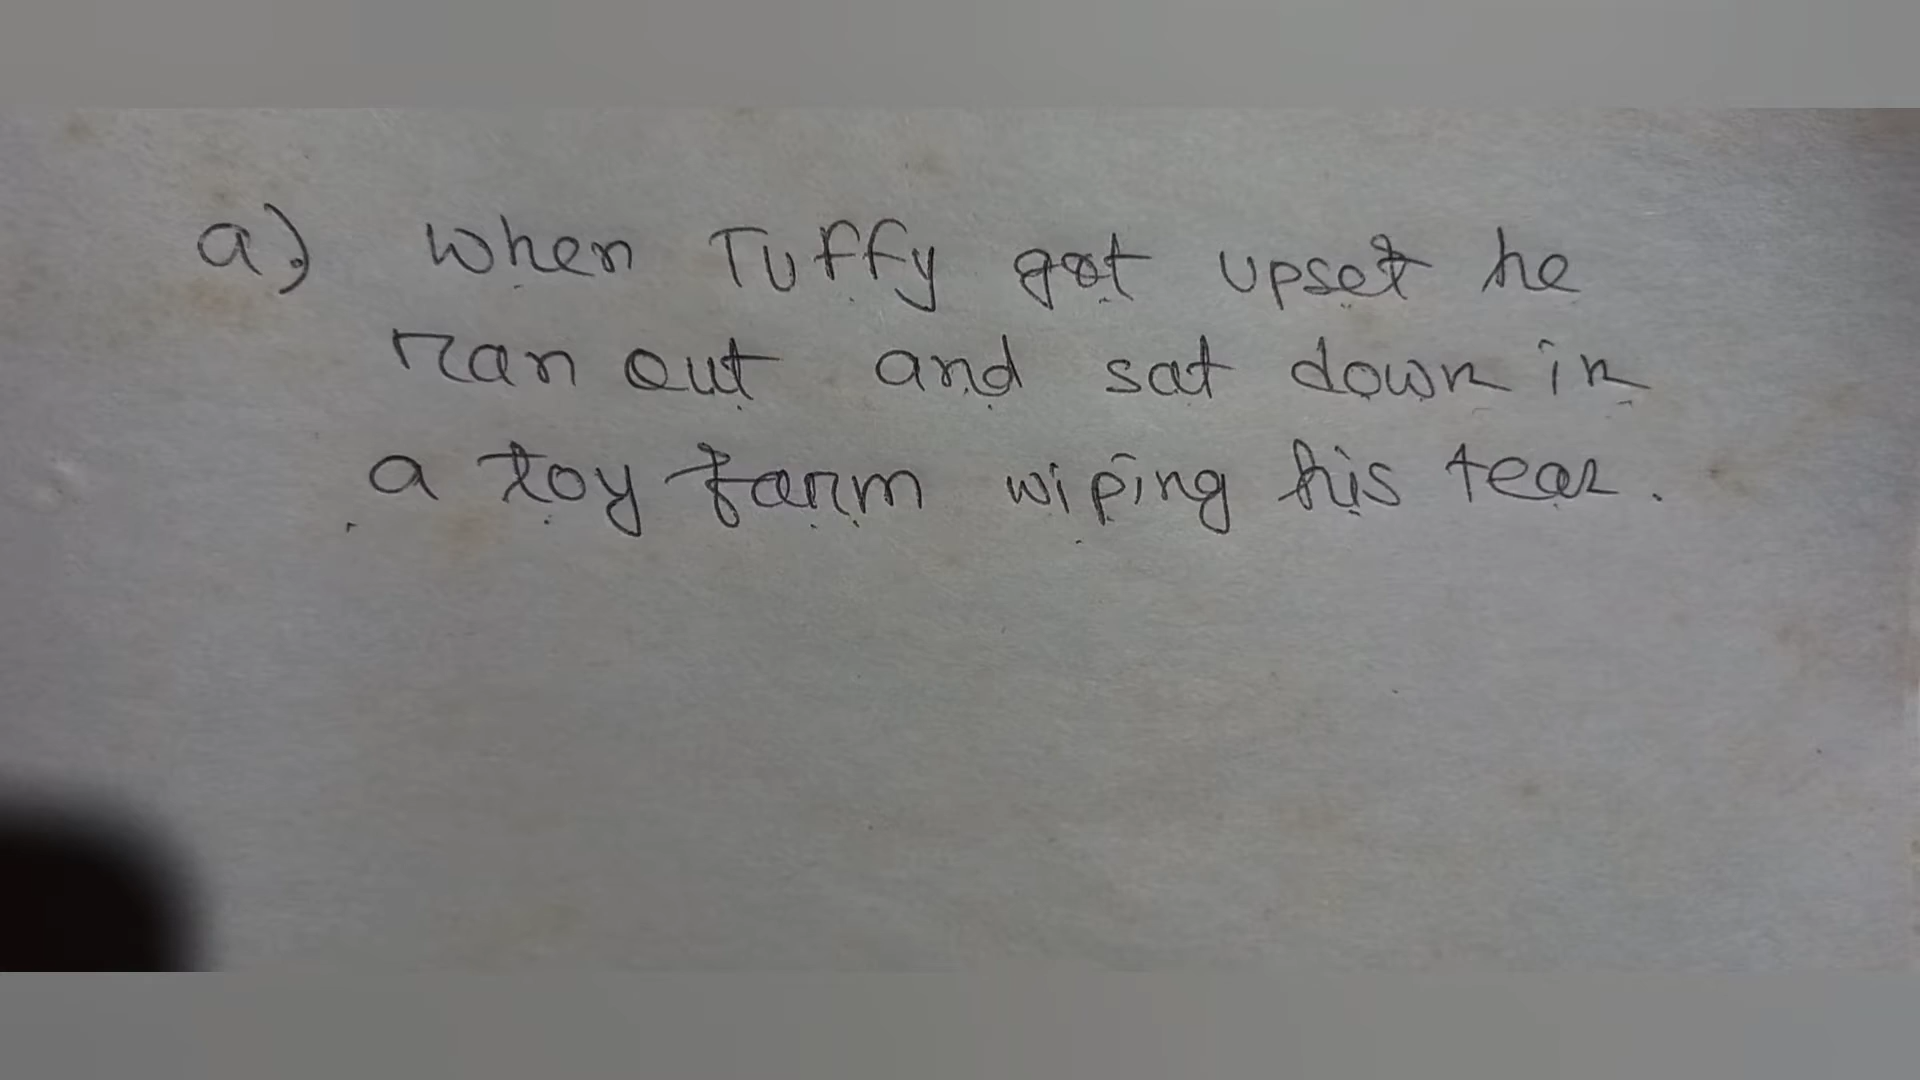 a) When Tuffy got upset he
ran out and sat down in
a toy farm wiping his tear.